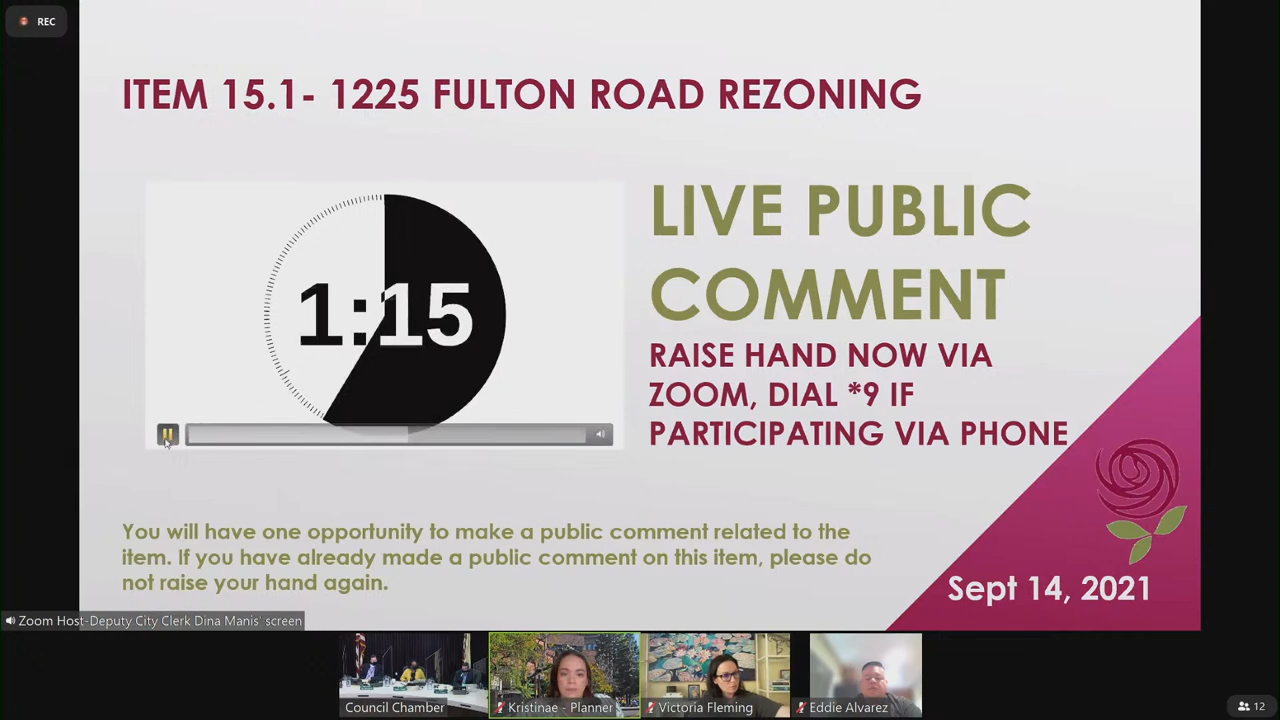 REC
ITEM 15.1- 1225 FULTON ROAD REZONING
1:15
LIVE PUBLIC
COMMENT
RAISE HAND NOW VIA
ZOOM, DIAL *9 IF
PARTICIPATING VIA PHONE
You will have one opportunity to make a public comment related to the
item. If you have already made a public comment on this item, please do
not raise your hand again.
Sept 14, 2021
Zoom Host-Deputy City Clerk Dina Manis' screen
Council Chamber
Kristinae - Planner
Victoria Fleming
Eddie Alvarez
12